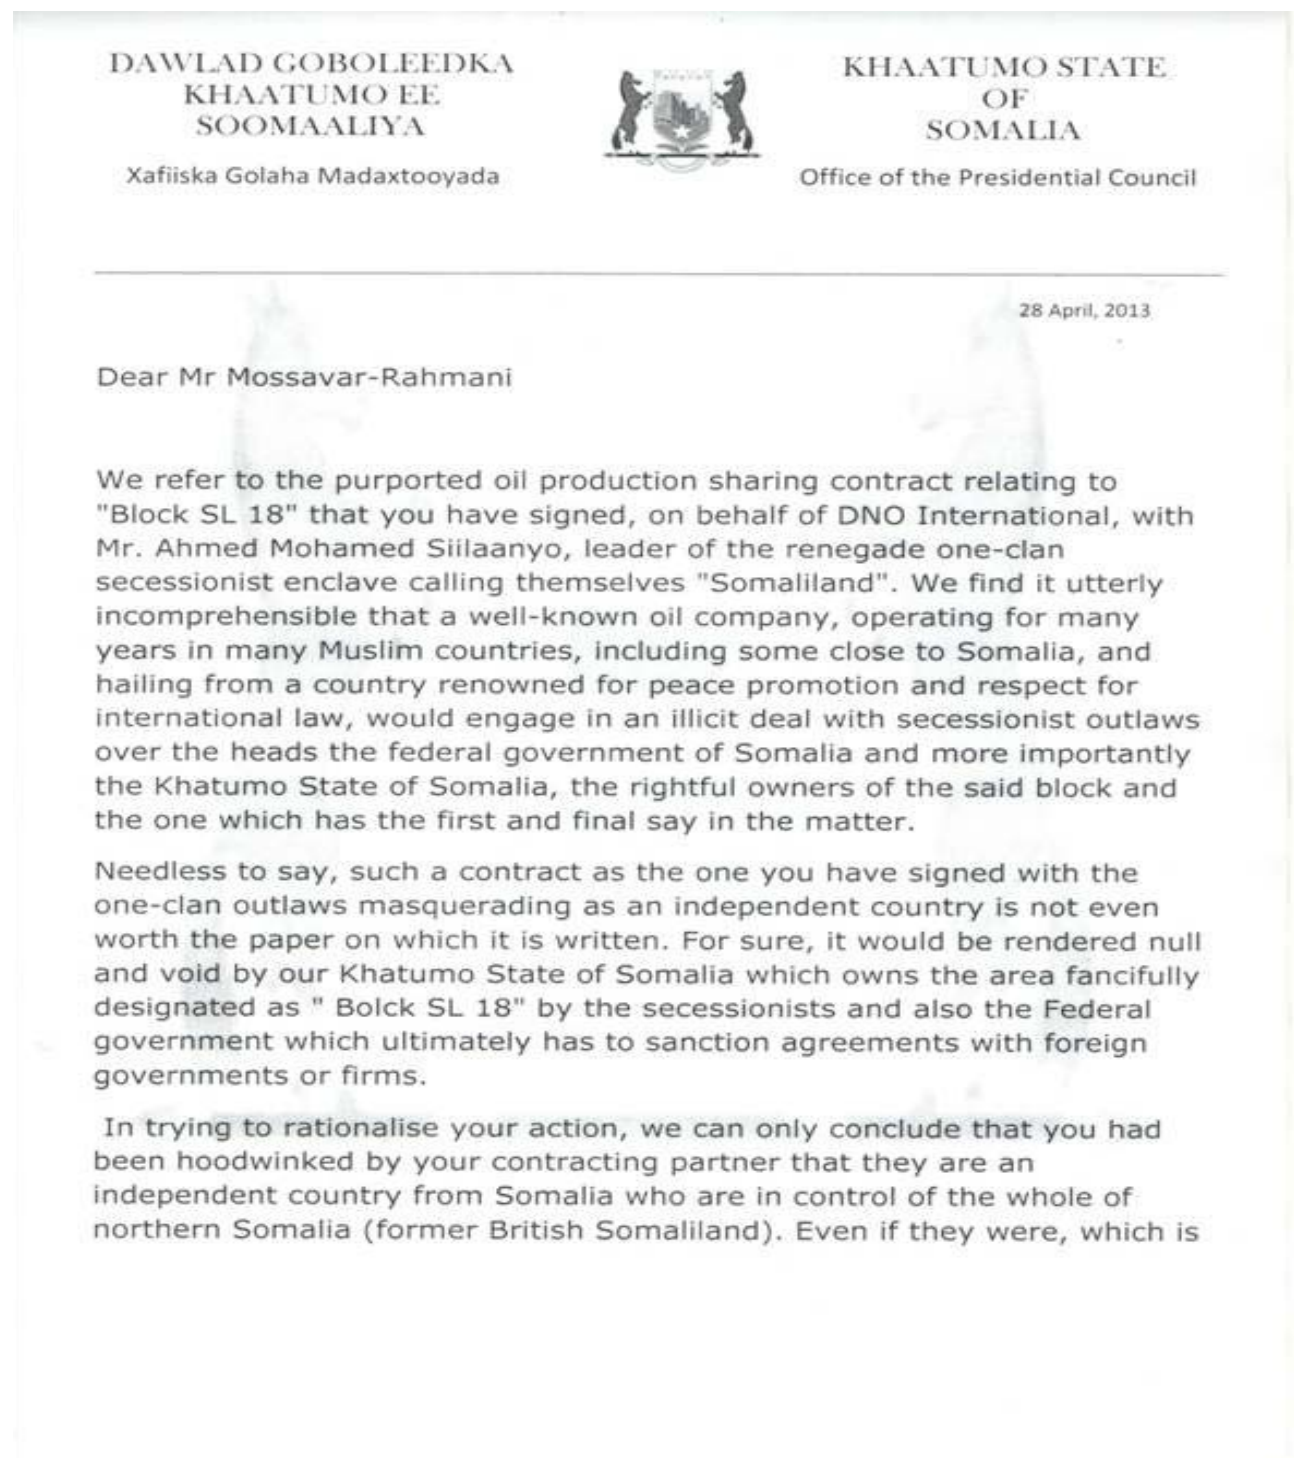 DAWLAD GOBOLEEDKA
KHAATUMO EE
SOOMAALIYA
Xafiiska Golaha Madaxtooyada
KHAATUMO STATE
OF
SOMALIA
Office of the Presidential Council
28 April, 2013
Dear Mr Mossavar-Rahmani
We refer to the purported oil production sharing contract relating to
"Block SL 18" that you have signed, on behalf of DNO International, with
Mr. Ahmed Mohamed Siilaanyo, leader of the renegade one-clan
secessionist enclave calling themselves "Somaliland". We find it utterly
incomprehensible that a well-known oil company, operating for many
years in many Muslim countries, including some close to Somalia, and
hailing from a country renowned for peace promotion and respect for
international law, would engage in an illicit deal with secessionist outlaws
over the heads the federal government of Somalia and more importantly
the Khatumo State of Somalia, the rightful owners of the said block and
the one which has the first and final say in the matter.
Needless to say, such a contract as the one you have signed with the
one-clan outlaws masquerading as an independent country is not even
worth the paper on which it is written. For sure, it would be rendered null
and void by our Khatumo State of Somalia which owns the area fancifully
designated as " Bolck SL 18" by the secessionists and also the Federal
government which ultimately has to sanction agreements with foreign
governments or firms.
In trying to rationalise your action, we can only conclude that you had
been hoodwinked by your contracting partner that they are an
independent country from Somalia who are in control of the whole of
northern Somalia (former British Somaliland). Even if they were, which is